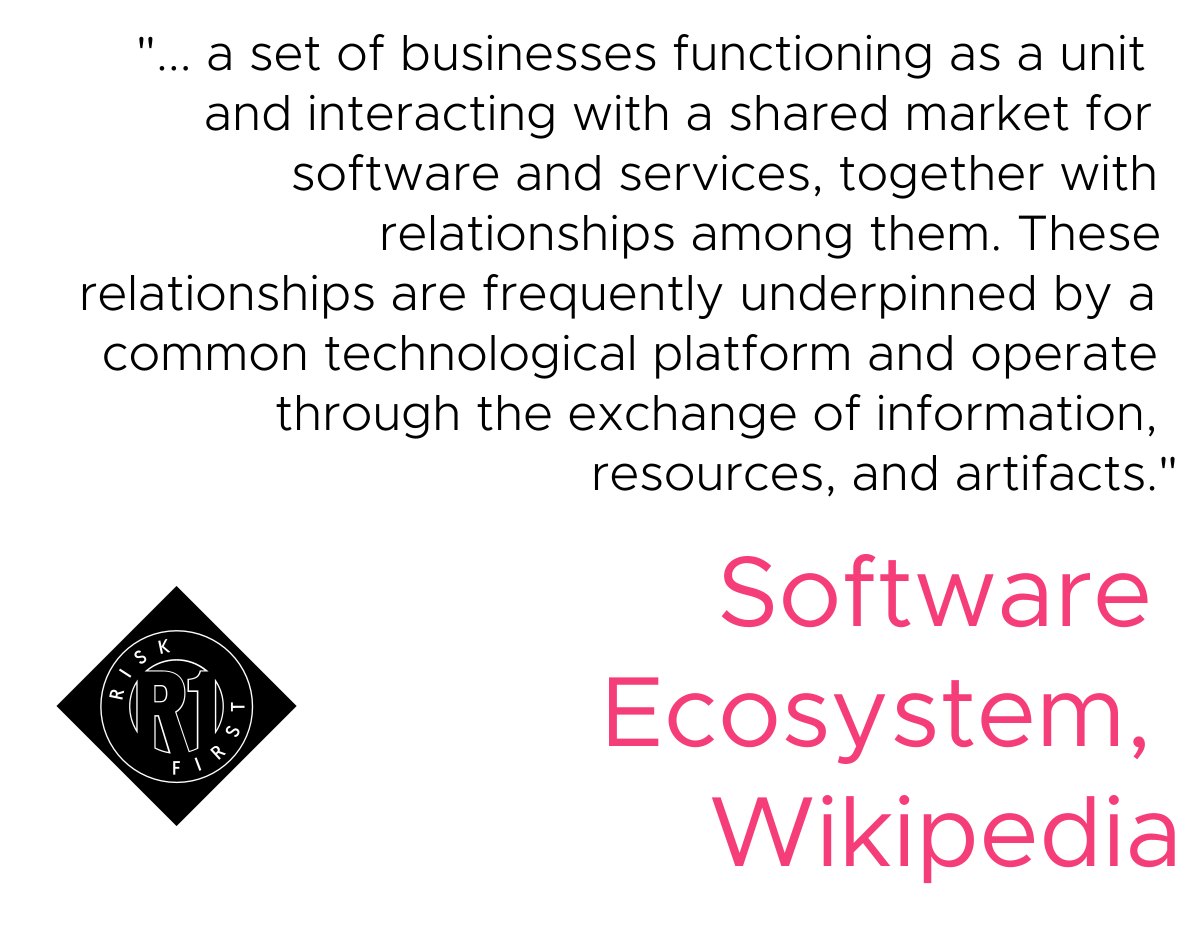 "... a set of businesses functioning as a unit
and interacting with a shared market for
software and services, together with
relationships among them. These
relationships are frequently underpinned by a
common technological platform and operate
through the exchange of information,
resources, and artifacts."
Software
Ecosystem,
Wikipedia
RISK
R1
FIRST